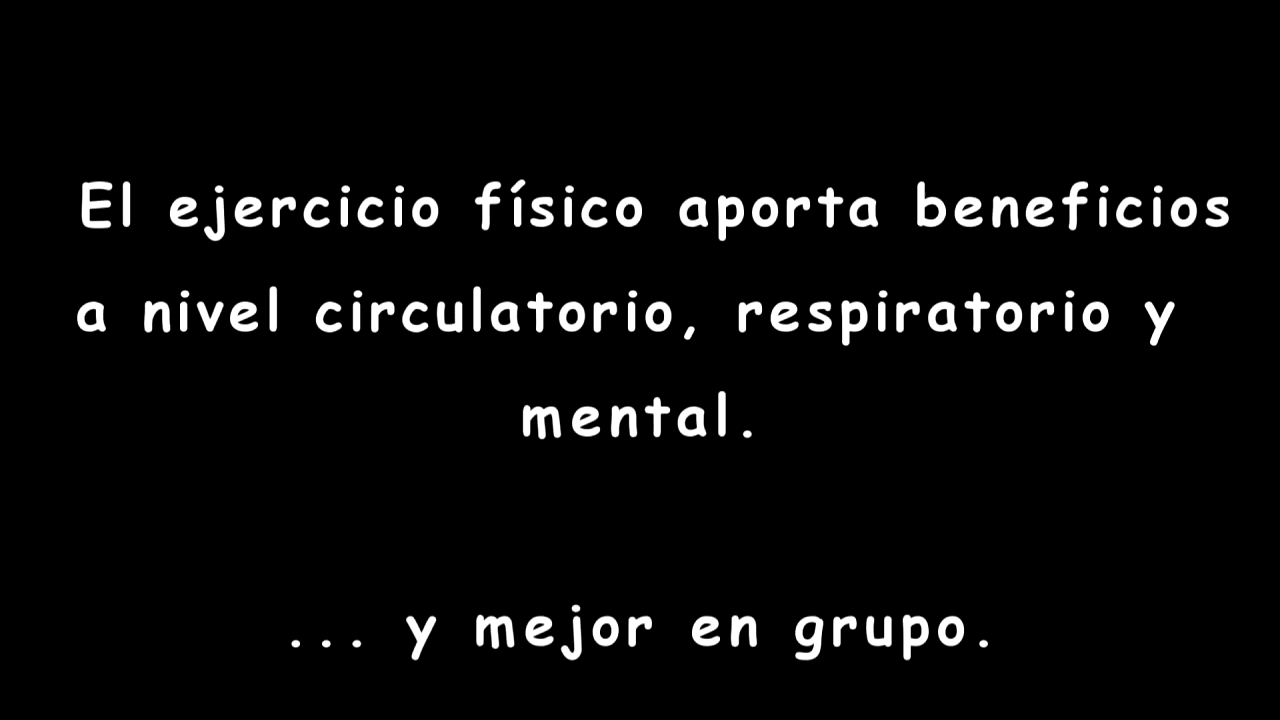 El ejercicio físico aporta beneficios
a nivel circulatorio, respiratorio y
mental.
... y mejor en grupo.